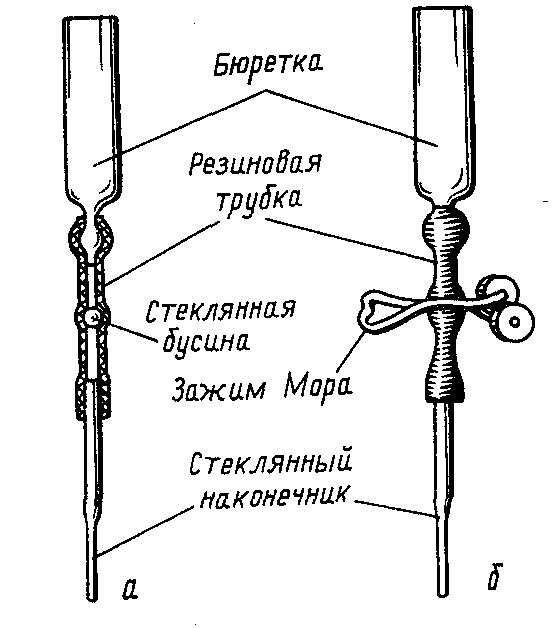 Бюретка
Резиновая
трубка
Стеклянная
бусина
Зажим Мора
Стеклянный
наконечник
а
б